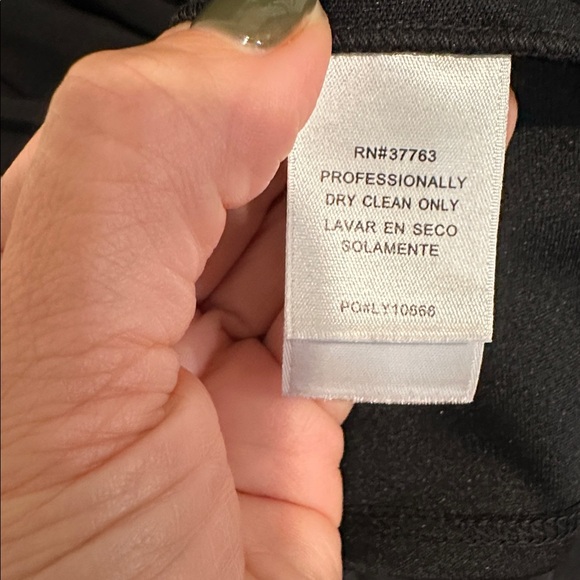 RN#37763
PROFESSIONALLY
DRY CLEAN ONLY
LAVAR EN SECO
SOLAMENTE
PO#LY10666